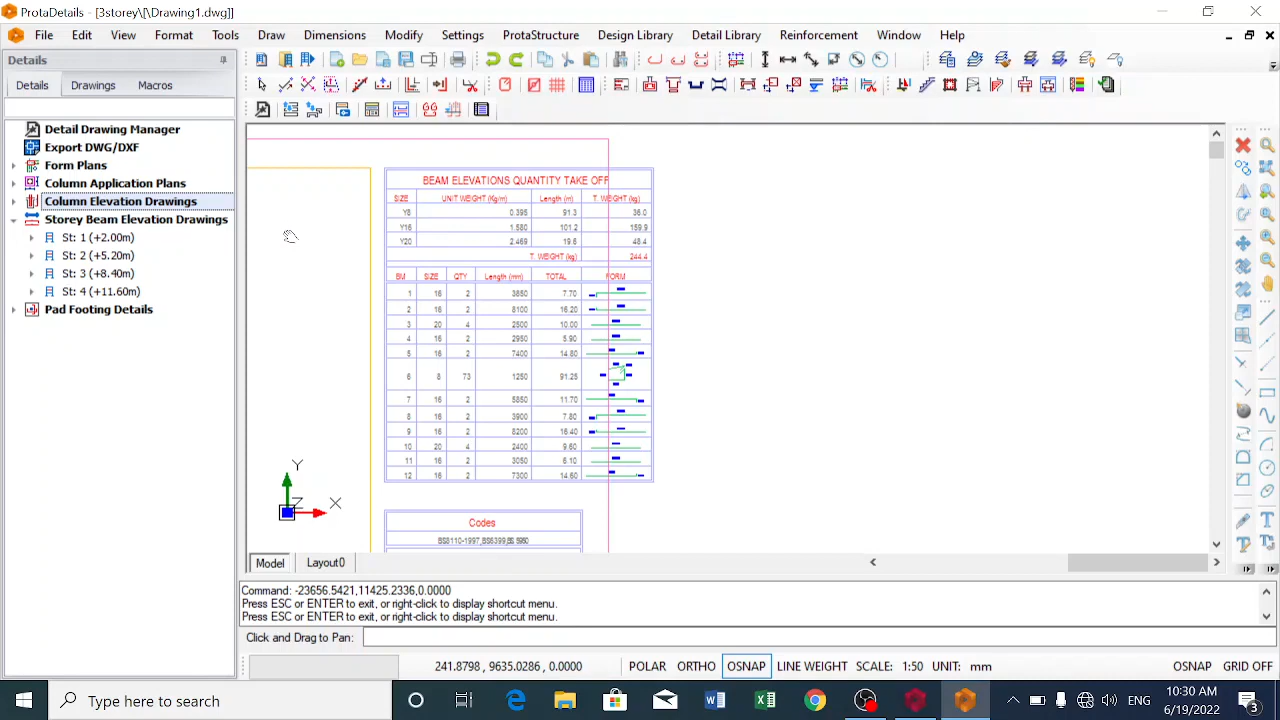 ProtaDetails - [3storey\[\Drawing1.dwg]]
File Edit View Format Tools Draw Dimensions Modify Settings ProtaStructure Design Library Detail Library Reinforcement Window Help
Details
Details Drawings Macros
Detail Drawing Manager
Export DWG/DXF
Form Plans
Column Application Plans
Column Elevation Drawings
Storey Beam Elevation Drawings
St: 1 (+2.00m)
St: 2 (+5.20m)
St: 3 (+8.40m)
St: 4 (+11.60m)
Pad Footing Details
BEAM ELEVATIONS QUANTITY TAKE OFF
SIZE UNIT WEIGHT (Kg/m) Length (m) T. WEIGHT (kg)
Y8 0.395 91.3 36.0
Y16 1.580 101.2 159.9
Y20 2.469 19.6 48.4
T. WEIGHT (kg) 244.4
BM SIZE QTY Length (mm) TOTAL FORM
1 16 2 3850 7.70
2 16 2 8100 16.20
3 20 4 2500 10.00
4 16 2 2950 5.90
5 16 2 7400 14.80
6 8 73 1250 91.25
7 16 2 5850 11.70
8 16 2 3900 7.80
9 16 2 8200 16.40
10 20 4 2400 9.60
11 16 2 3050 6.10
12 16 2 7300 14.60
Codes
BS8110-1997,BS6399,BS 5950
Y
Z
X
Model Layout0
Command: -23656.5421,11425.2336,0.0000
Press ESC or ENTER to exit, or right-click to display shortcut menu.
Press ESC or ENTER to exit, or right-click to display shortcut menu.
Click and Drag to Pan:
241.8798 , 9635.0286 , 0.0000 POLAR ORTHO OSNAP LINE WEIGHT SCALE: 1:50 UNIT: mm OSNAP GRID OFF
Type here to search
ENG
10:30 AM
6/19/2022
3